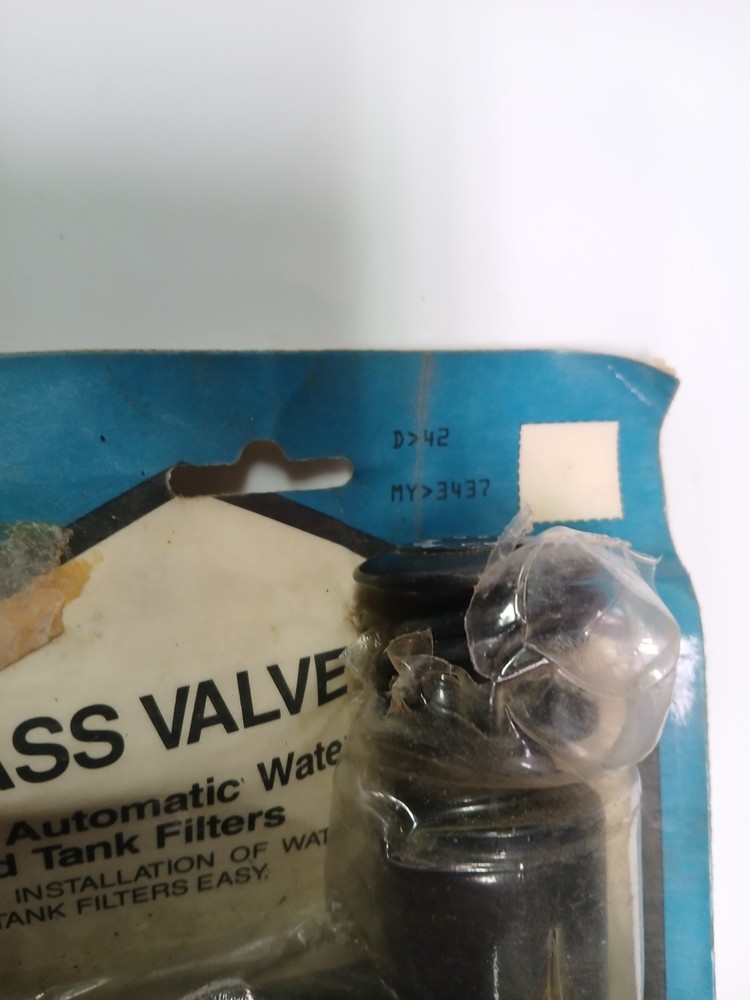 D>42
MY>3437
ASS VALVE
Automatic Wate
d Tank Filters
INSTALLATION OF WAT
TANK FILTERS EASY.